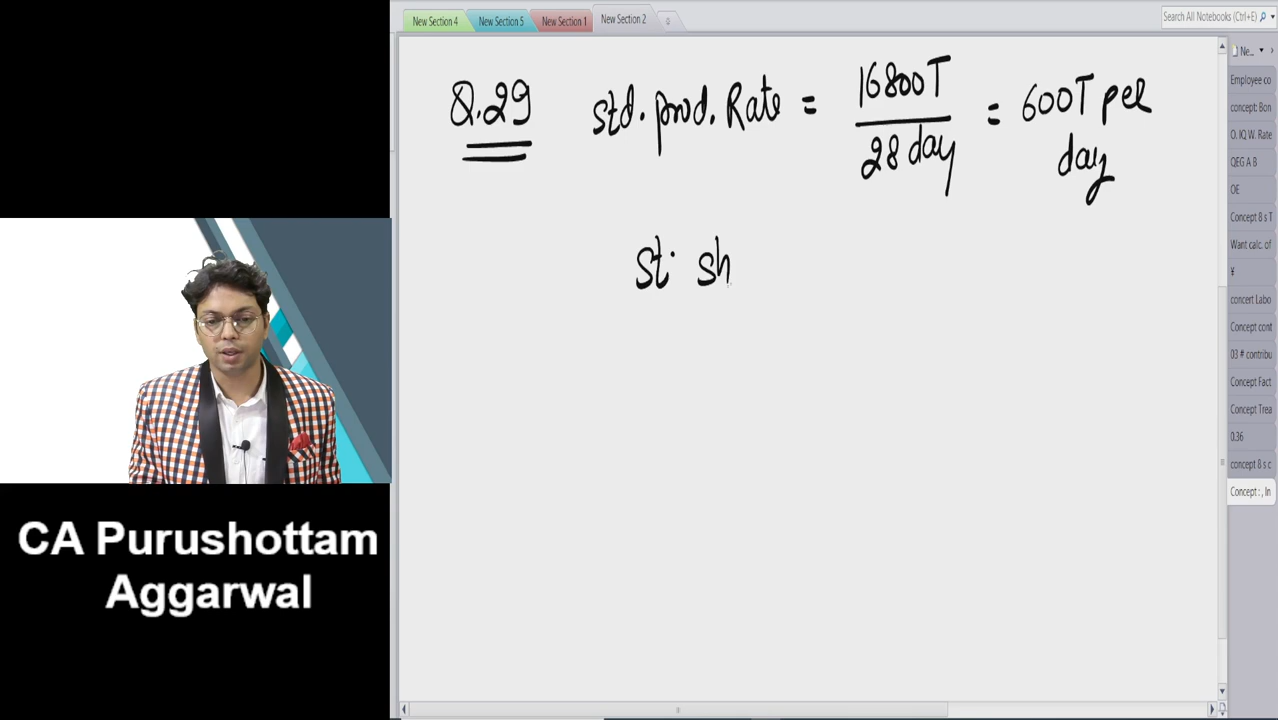 New Section 4 New Section 5 New Section 1 New Section 2
Search All Notebooks (Ctrl+E)
Ne...
Employee co
concept: Bon
O. IQ W. Rate
QEG A B
OE
Concept 8 s T
Want calc. of
¥
concert Labo
Concept cont
03 # contribu
Concept Fact
Concept Trea
0.36
concept 8 s c
Concept : , In
Q.29 std. prod. Rate = 16800T = 600T per
28 day day
st. sh
CA Purushottam
Aggarwal